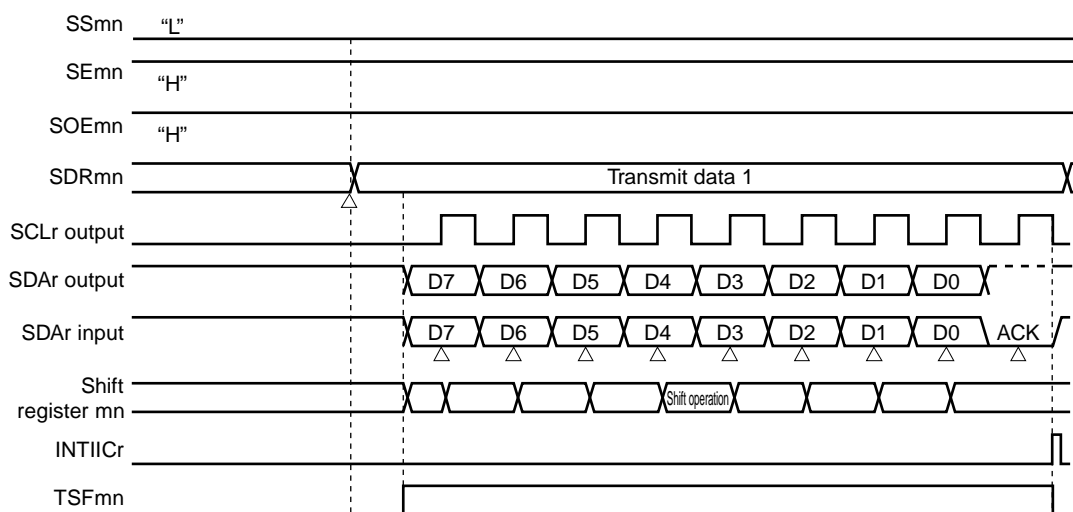 SSmn “L”
SEmn “H”
SOEmn “H”
SDRmn Transmit data 1
SCLr output
SDAr output D7 D6 D5 D4 D3 D2 D1 D0
SDAr input D7 D6 D5 D4 D3 D2 D1 D0 ACK
Shift
register mn Shift operation
INTIICr
TSFmn